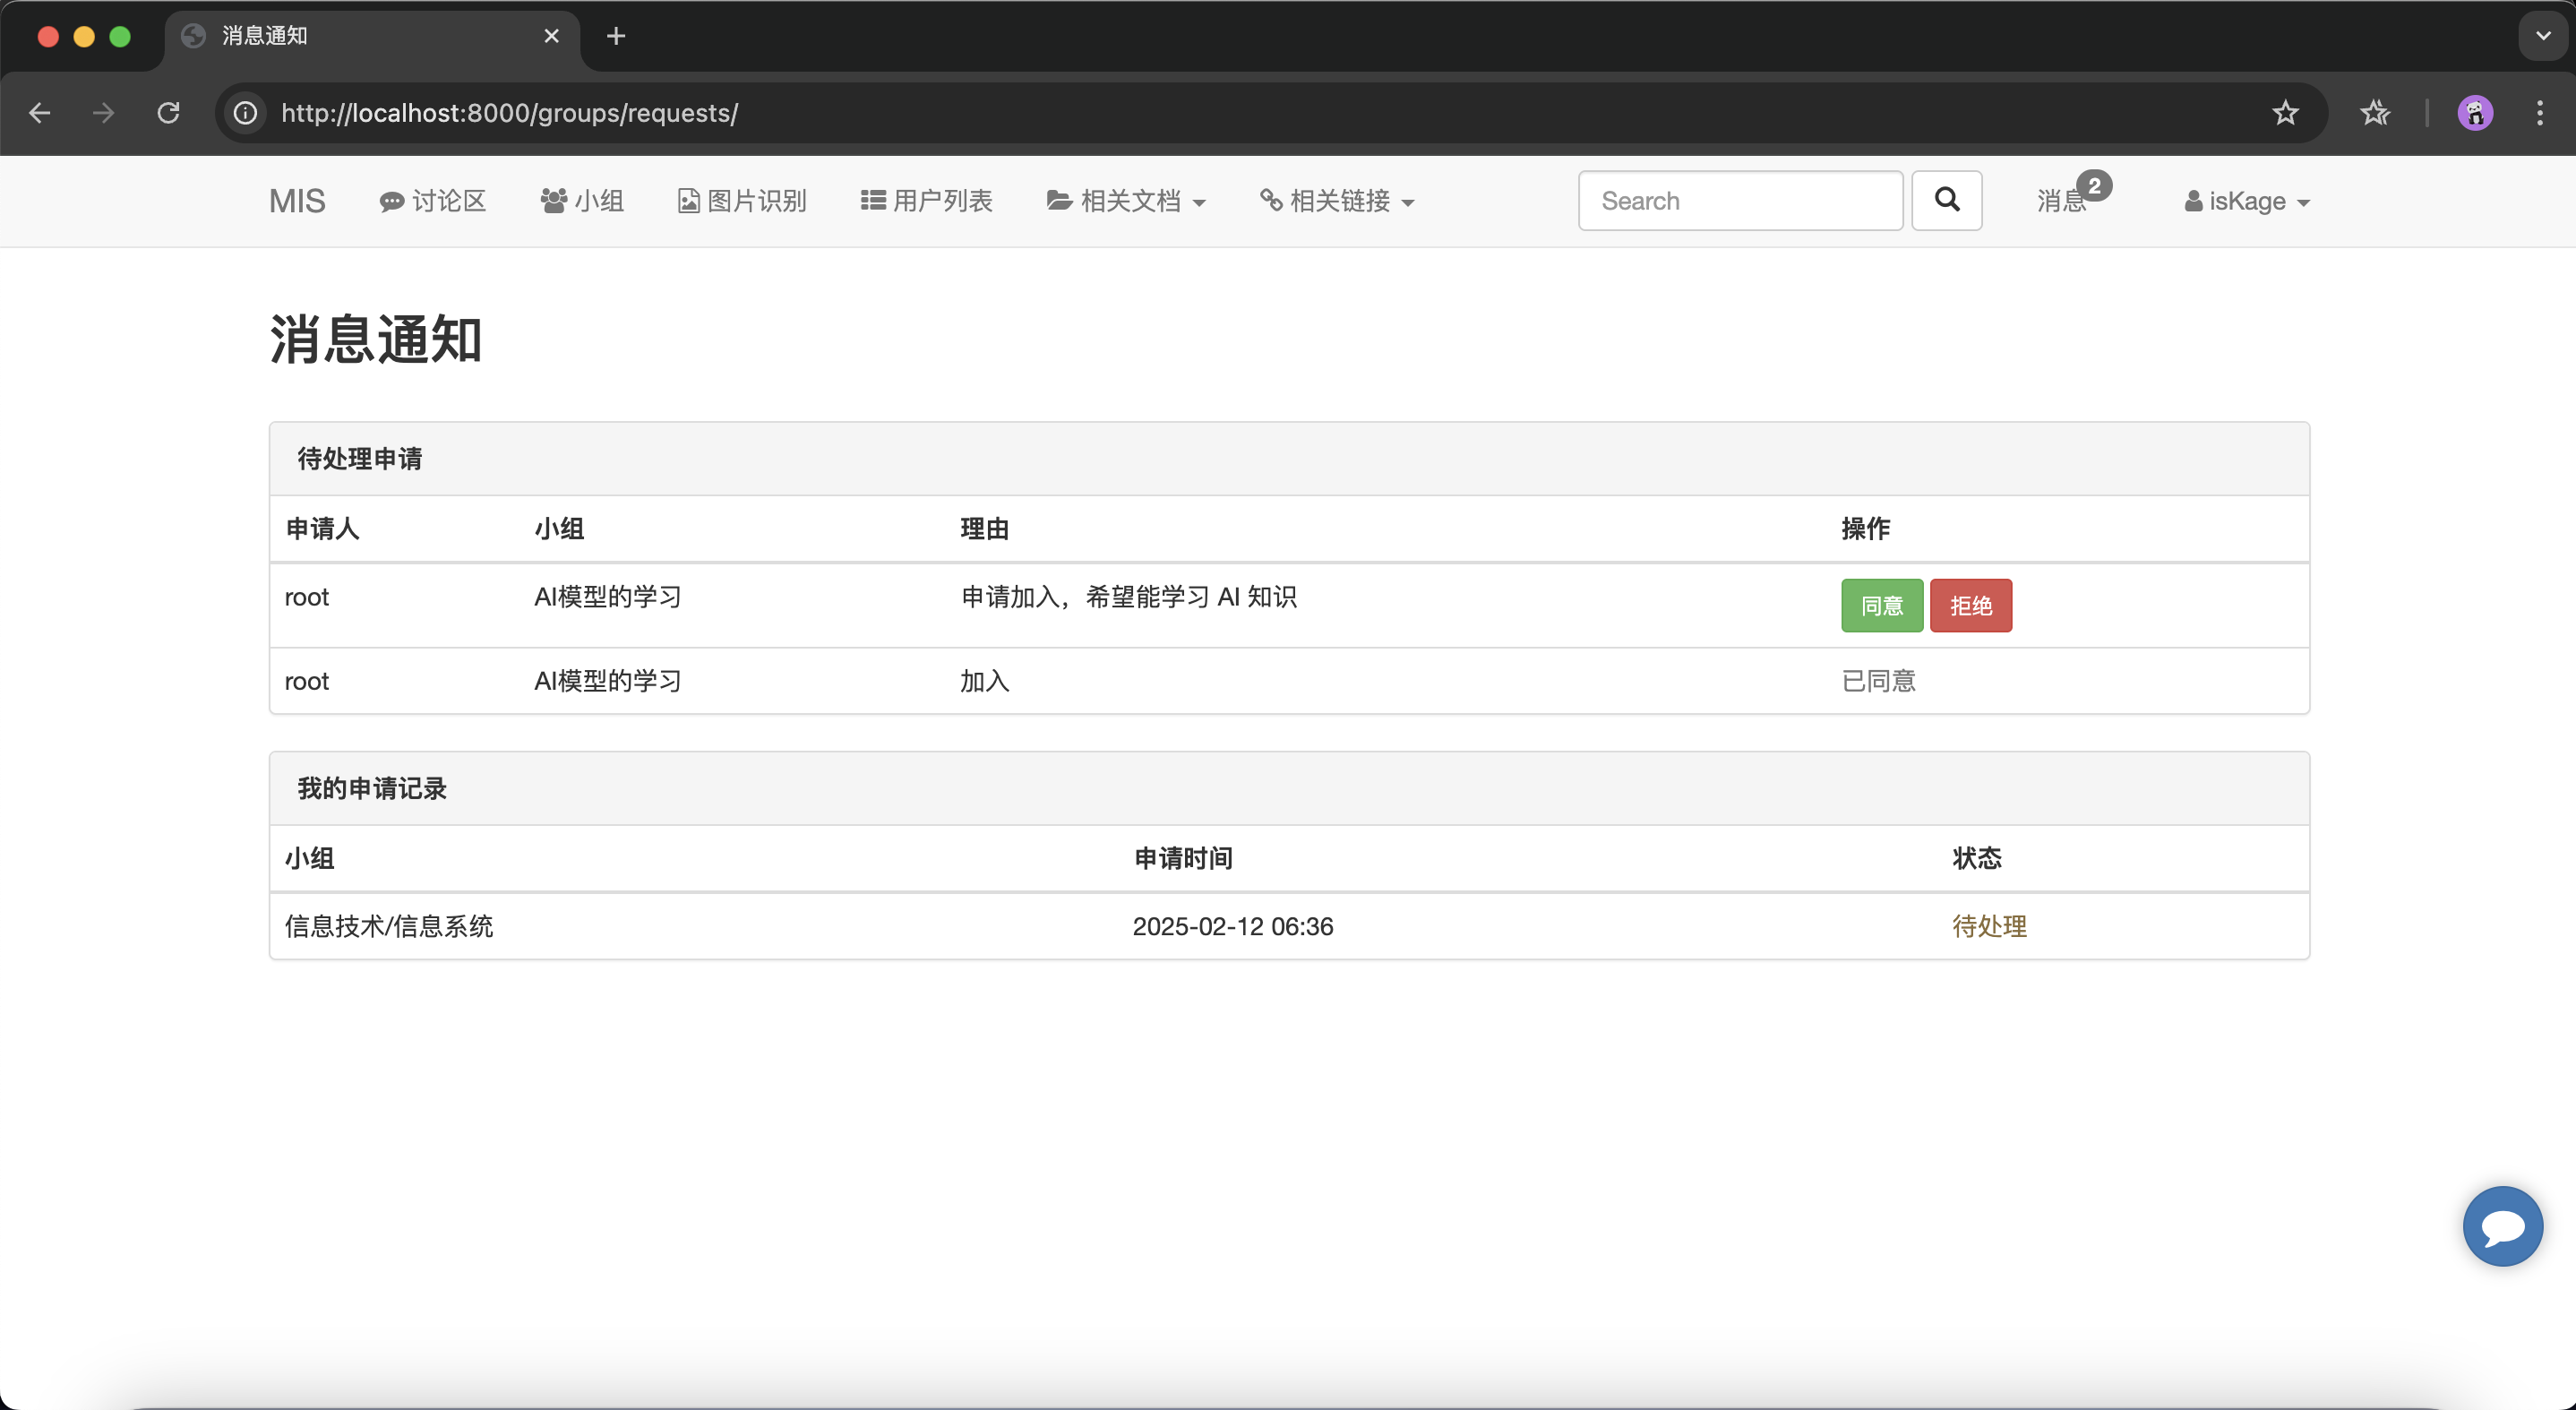 消息通知
http://localhost:8000/groups/requests/
MIS 讨论区 小组 图片识别 用户列表 相关文档 相关链接 Search 消息 2 isKage
消息通知
待处理申请
申请人 小组 理由 操作
root AI模型的学习 申请加入，希望能学习 AI 知识 同意 拒绝
root AI模型的学习 加入 已同意
我的申请记录
小组 申请时间 状态
信息技术/信息系统 2025-02-12 06:36 待处理